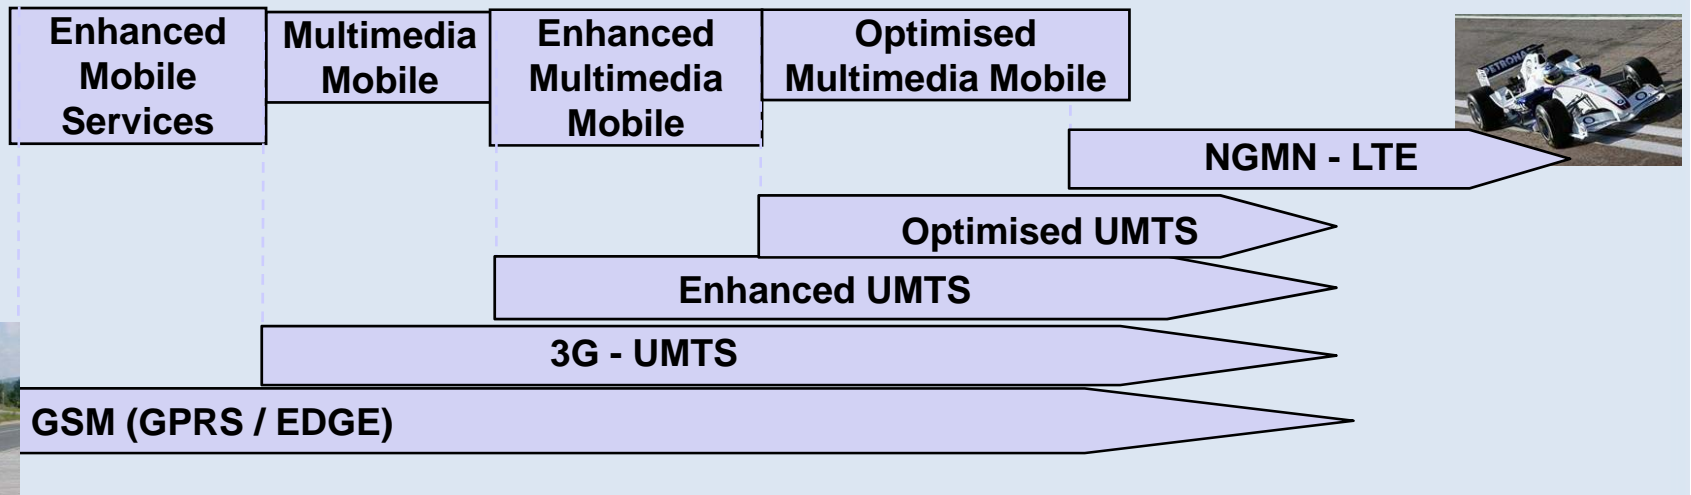 Enhanced
Mobile
Services
Multimedia
Mobile
Enhanced
Multimedia
Mobile
Optimised
Multimedia Mobile
PETRONAS
NGMN - LTE
Optimised UMTS
Enhanced UMTS
3G - UMTS
GSM (GPRS / EDGE)